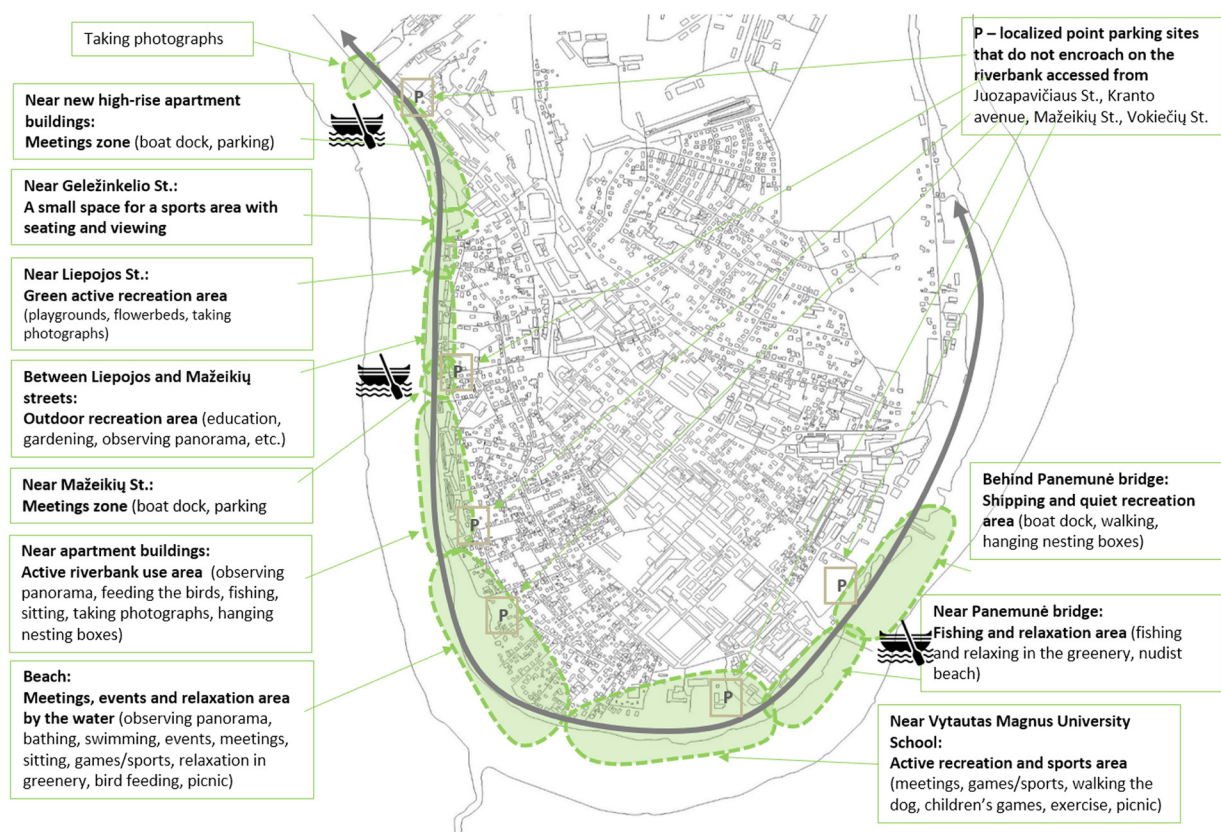 Taking photographs
Near new high-rise apartment
buildings:
Meetings zone (boat dock, parking)
Near Geležinkelio St.:
A small space for a sports area with
seating and viewing
Near Liepojos St.:
Green active recreation area
(playgrounds, flowerbeds, taking
photographs)
Between Liepojos and Mažeikių
streets:
Outdoor recreation area (education,
gardening, observing panorama, etc.)
Near Mažeikių St.:
Meetings zone (boat dock, parking
Near apartment buildings:
Active riverbank use area (observing
panorama, feeding the birds, fishing,
sitting, taking photographs, hanging
nesting boxes)
Beach:
Meetings, events and relaxation area
by the water (observing panorama,
bathing, swimming, events, meetings,
sitting, games/sports, relaxation in
greenery, bird feeding, picnic)
P
P
P
P
P
P
P – localized point parking sites
that do not encroach on the
riverbank accessed from
Juozapavičiaus St., Kranto
avenue, Mažeikių St., Vokiečių St.
Behind Panemunė bridge:
Shipping and quiet recreation
area (boat dock, walking,
hanging nesting boxes)
Near Panemunė bridge:
Fishing and relaxation area (fishing
and relaxing in the greenery, nudist
beach)
Near Vytautas Magnus University
School:
Active recreation and sports area
(meetings, games/sports, walking the
dog, children's games, exercise, picnic)